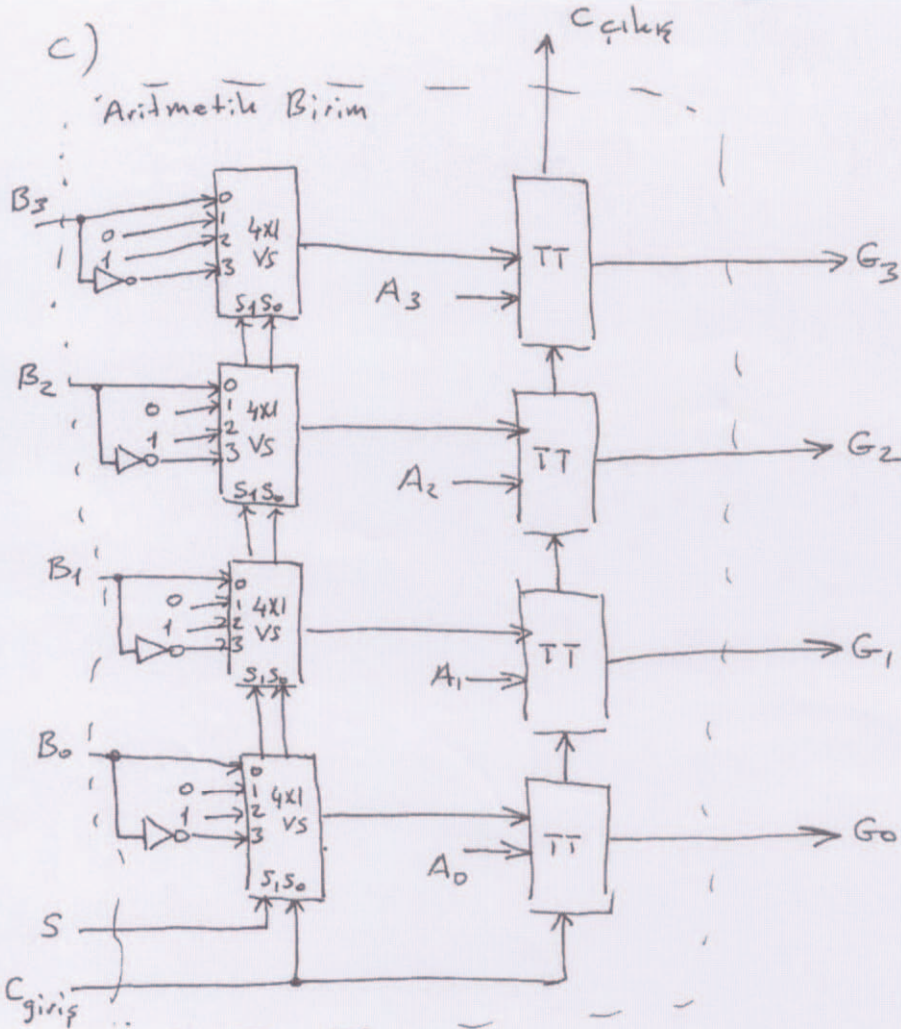 C)
C çıkış
Aritmetik Birim
B3
0
1
0
1
2
3
4X1
VS
S1 S0
A3
TT
G3
B2
0
1
0
1
2
3
4X1
VS
S1 S0
A2
TT
G2
B1
0
1
0
1
2
3
4X1
VS
S1 S0
A1
TT
G1
B0
0
1
0
1
2
3
4X1
VS
S1 S0
A0
TT
G0
S
Cgiriş